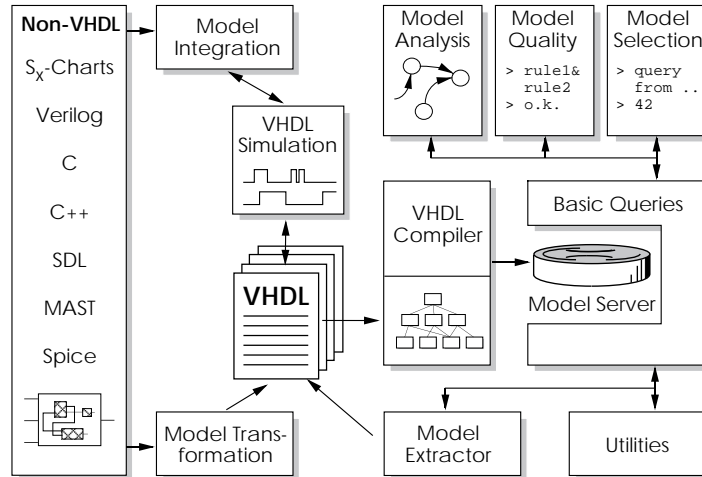 Non-VHDL
Sx-Charts
Verilog
C
C++
SDL
MAST
Spice
Model
Integration
VHDL
Simulation
VHDL
Model Trans-
formation
Model
Analysis
Model
Quality
> rule1&
rule2
> o.k.
Model
Selection
> query
from ..
> 42
VHDL
Compiler
Basic Queries
Model Server
Model
Extractor
Utilities